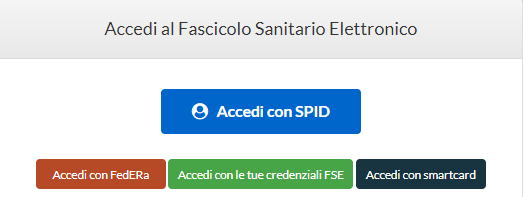 Accedi al Fascicolo Sanitario Elettronico
Accedi con SPID
Accedi con FedERa
Accedi con le tue credenziali FSE
Accedi con smartcard